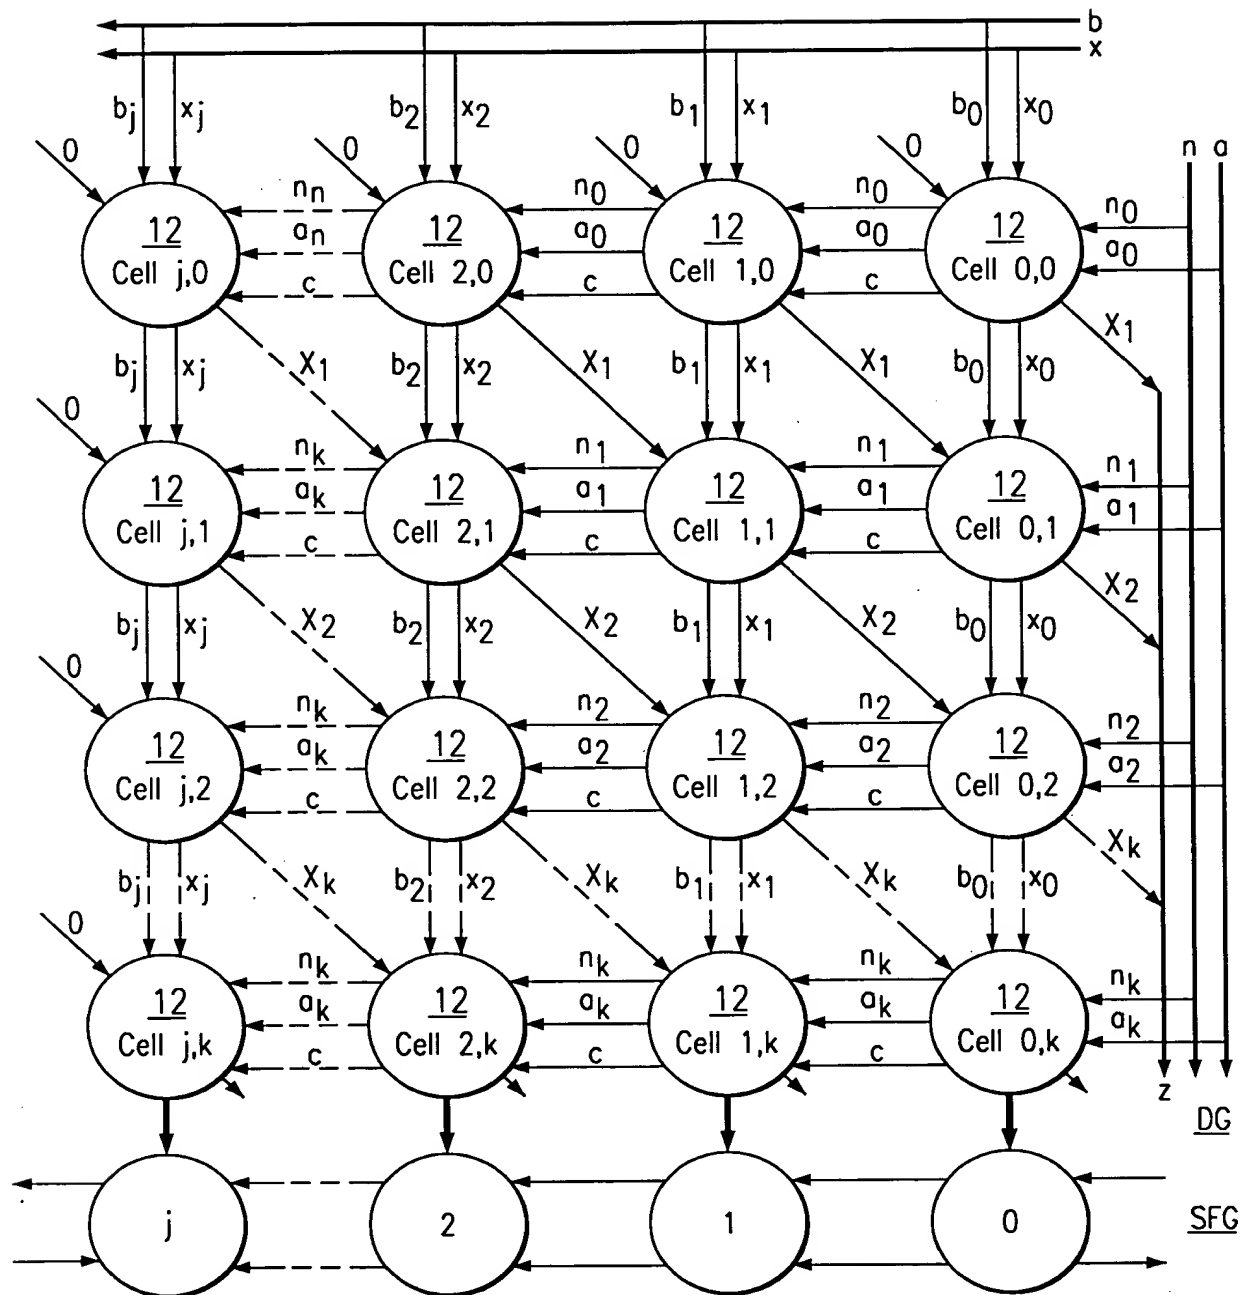 b
x
b_j x_j b_2 x_2 b_1 x_1 b_0 x_0
0 0 0 0 n a
n_n n_0 n_0 n_0
12 12 12 12
a_n a_0 a_0 a_0
Cell j,0 Cell 2,0 Cell 1,0 Cell 0,0
c c c
X_1 X_1 X_1 X_1
b_j x_j b_2 x_2 b_1 x_1 b_0 x_0
0
n_k n_1 n_1 n_1
12 12 12 12
a_k a_1 a_1 a_1
Cell j,1 Cell 2,1 Cell 1,1 Cell 0,1
c c c
X_2 X_2 X_2 X_2
b_j x_j b_2 x_2 b_1 x_1 b_0 x_0
0
n_k n_2 n_2 n_2
12 12 12 12
a_k a_2 a_2 a_2
Cell j,2 Cell 2,2 Cell 1,2 Cell 0,2
c c c
X_k X_k X_k X_k
b_j x_j b_2 x_2 b_1 x_1 b_0 x_0
0
n_k n_k n_k n_k
12 12 12 12
a_k a_k a_k a_k
Cell j,k Cell 2,k Cell 1,k Cell 0,k
c c c
z
DG
j 2 1 0
SFG